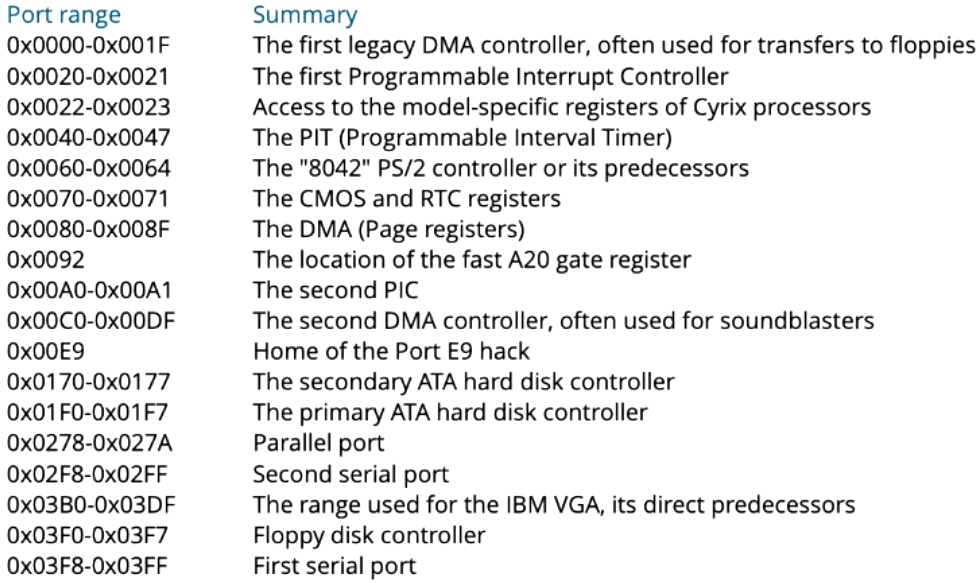 Port range Summary
0x0000-0x001F The first legacy DMA controller, often used for transfers to floppies
0x0020-0x0021 The first Programmable Interrupt Controller
0x0022-0x0023 Access to the model-specific registers of Cyrix processors
0x0040-0x0047 The PIT (Programmable Interval Timer)
0x0060-0x0064 The "8042" PS/2 controller or its predecessors
0x0070-0x0071 The CMOS and RTC registers
0x0080-0x008F The DMA (Page registers)
0x0092 The location of the fast A20 gate register
0x00A0-0x00A1 The second PIC
0x00C0-0x00DF The second DMA controller, often used for soundblasters
0x00E9 Home of the Port E9 hack
0x0170-0x0177 The secondary ATA hard disk controller
0x01F0-0x01F7 The primary ATA hard disk controller
0x0278-0x027A Parallel port
0x02F8-0x02FF Second serial port
0x03B0-0x03DF The range used for the IBM VGA, its direct predecessors
0x03F0-0x03F7 Floppy disk controller
0x03F8-0x03FF First serial port